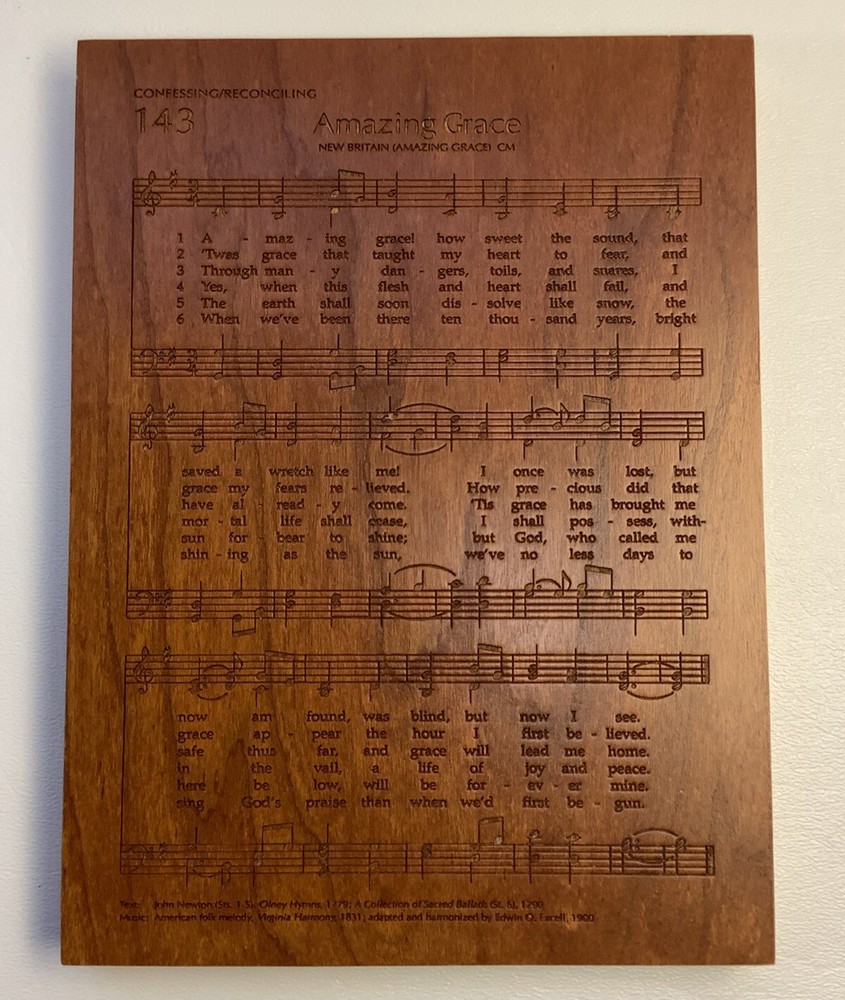 CONFESSING/RECONCILING
143 Amazing Grace
NEW BRITAIN (AMAZING GRACE) CM
1 A - maz - ing grace! how sweet the sound, that
2 'Twas grace that taught my heart to fear, and
3 Through man - y dan - gers, toils, and snares, I
4 Yes, when this flesh and heart shall fail, and
5 The earth shall soon dis - solve like snow, the
6 When we've been there ten thou - sand years, bright
saved a wretch like me! I once was lost, but
grace my fears re - lieved. How pre - cious did that
have al - read - y come. 'Tis grace has brought me
mor - tal life shall cease, I shall pos - sess, with-
sun for - bear to shine; but God, who called me
shin - ing as the sun, we've no less days to
now am found, was blind, but now I see.
grace ap - pear the hour I first be - lieved.
safe thus far, and grace will lead me home.
in the vail, a life of joy and peace.
here be low, will be for - ev - er mine.
sing God's praise than when we'd first be - gun.
Text: John Newton (Sts. 1-5), Olney Hymns, 1779; A Collection of Sacred Ballads (St. 6), 1790
Music: American folk melody, Virginia Harmony, 1831; adapted and harmonized by Edwin O. Excell, 1900